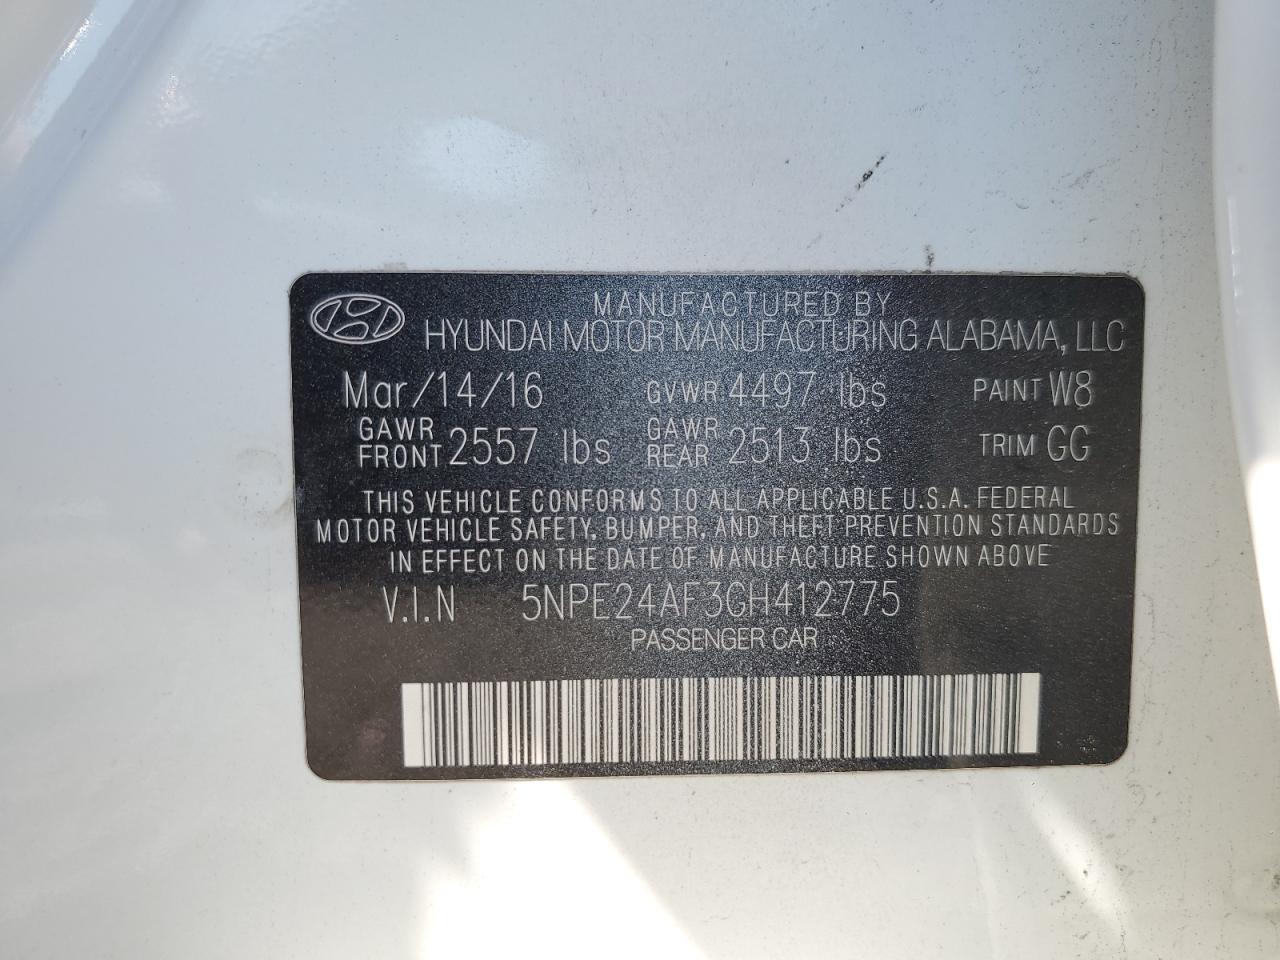 MANUFACTURED BY
HYUNDAI MOTOR MANUFACTURING ALABAMA, LLC
Mar/14/16 GVWR 4497 lbs PAINT W8
GAWR FRONT 2557 lbs GAWR REAR 2513 lbs TRIM GG
THIS VEHICLE CONFORMS TO ALL APPLICABLE U.S.A. FEDERAL
MOTOR VEHICLE SAFETY, BUMPER, AND THEFT PREVENTION STANDARDS
IN EFFECT ON THE DATE OF MANUFACTURE SHOWN ABOVE
V.I.N 5NPE24AF3GH412775
PASSENGER CAR